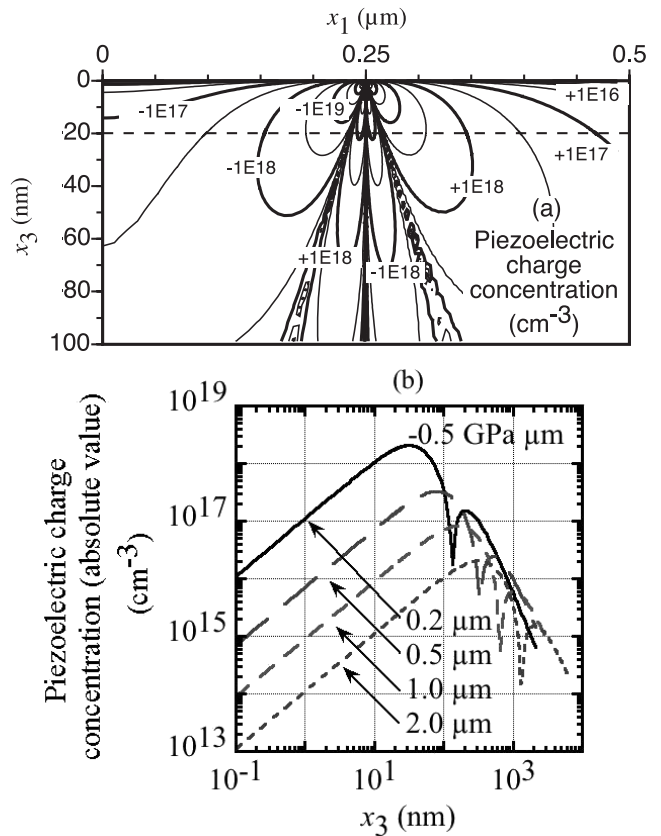 x1 (µm)
0 0.25 0.5
0
20
40
60
80
100
x3 (nm)
-1E17
-1E19
+1E16
+1E17
-1E18
+1E18
+1E18
-1E18
(a)
Piezoelectric
charge
concentration
(cm-3)
(b)
Piezoelectric charge
concentration (absolute value)
(cm-3)
10^19
10^17
10^15
10^13
-0.5 GPa µm
0.2 µm
0.5 µm
1.0 µm
2.0 µm
10^-1 10^1 10^3
x3 (nm)